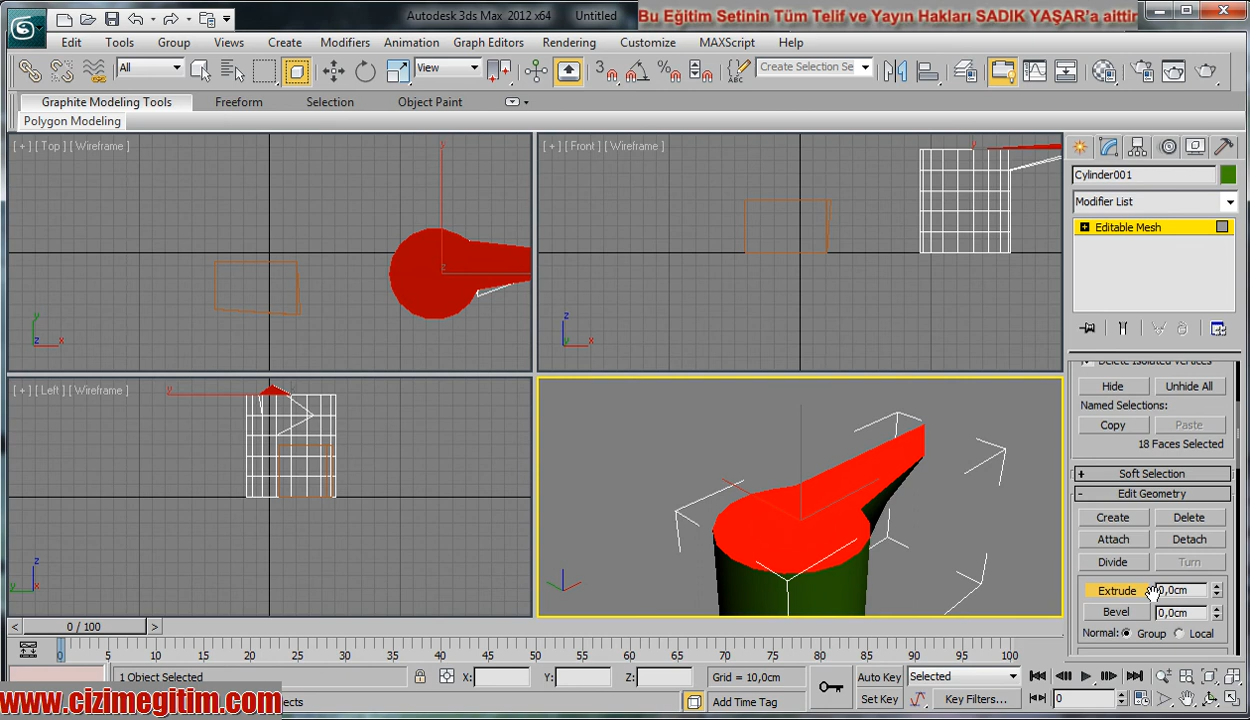 Autodesk 3ds Max 2012 x64 Untitled
Bu Eğitim Setinin Tüm Telif ve Yayın Hakları SADIK YAŞAR'a aittir
Edit Tools Group Views Create Modifiers Animation Graph Editors Rendering Customize MAXScript Help
All View 3 Create Selection Se
Graphite Modeling Tools Freeform Selection Object Paint
Polygon Modeling
[ + ] [ Top ] [ Wireframe ]
[ + ] [ Front ] [ Wireframe ]
[ + ] [ Left ] [ Wireframe ]
Cylinder001
Modifier List
Editable Mesh
Delete Isolated Vertices
Hide Unhide All
Named Selections:
Copy Paste
18 Faces Selected
+ Soft Selection
- Edit Geometry
Create Delete
Attach Detach
Divide Turn
Extrude 0,0cm
Bevel 0,0cm
Normal: Group Local
y
z
x
y
x
z
x
y
z
y
< 0 / 100 >
0 5 10 15 20 25 30 35 40 45 50 55 60 65 70 75 80 85 90 95 100
1 Object Selected X: Y: Z: Grid = 10,0cm Auto Key Selected
ects Add Time Tag Set Key Key Filters... 0
www.cizimegitim.com